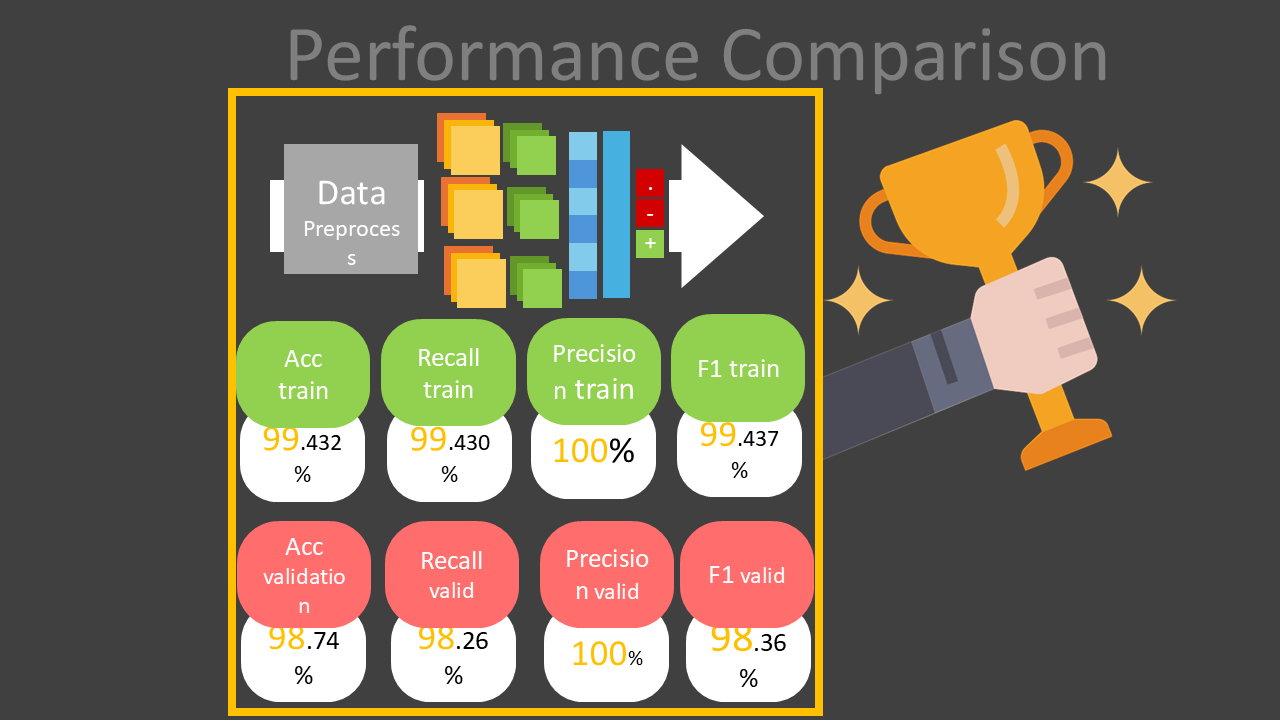 Performance Comparison
Data
Preproces
s
.
-
+
Acc
train
Recall
train
Precisio
n train
F1 train
99.432
%
99.430
%
100%
99.437
%
Acc
validatio
n
Recall
valid
Precisio
n valid
F1 valid
98.74
%
98.26
%
100%
98.36
%